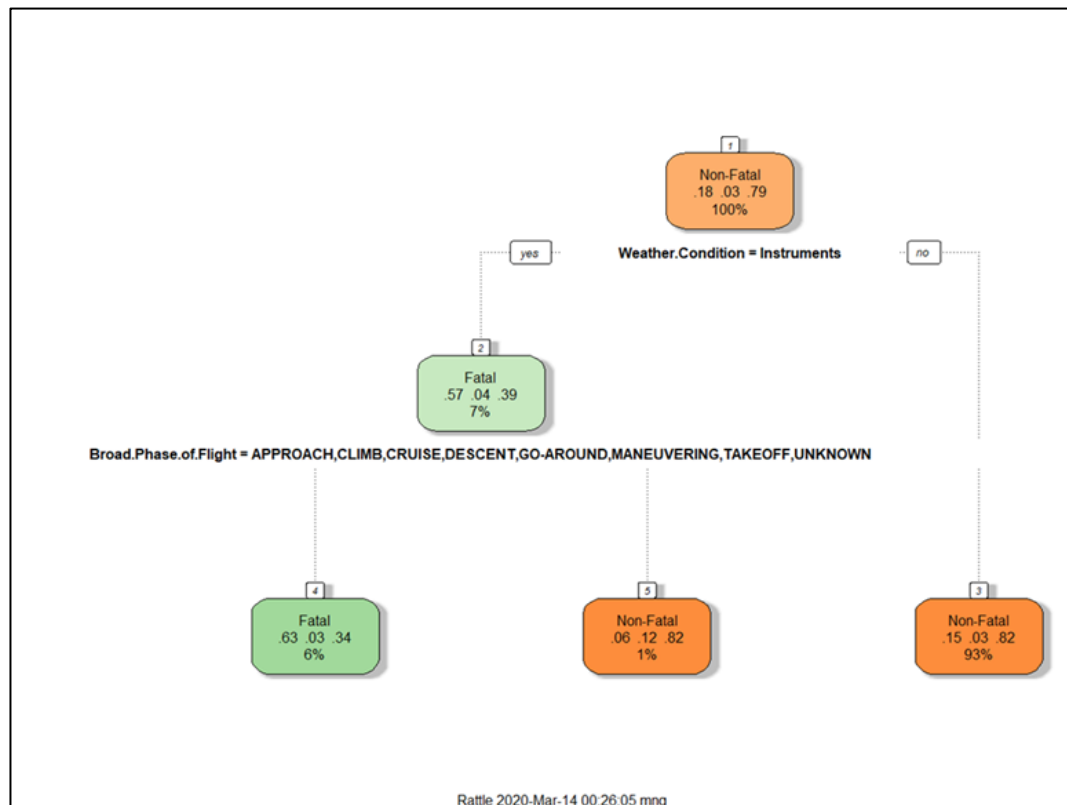 1
Non-Fatal
.18 .03 .79
100%
yes
Weather.Condition = Instruments
no
2
Fatal
.57 .04 .39
7%
Broad.Phase.of.Flight = APPROACH,CLIMB,CRUISE,DESCENT,GO-AROUND,MANEUVERING,TAKEOFF,UNKNOWN
4
Fatal
.63 .03 .34
6%
5
Non-Fatal
.06 .12 .82
1%
3
Non-Fatal
.15 .03 .82
93%
Rattle 2020-Mar-14 00:26:05 mng